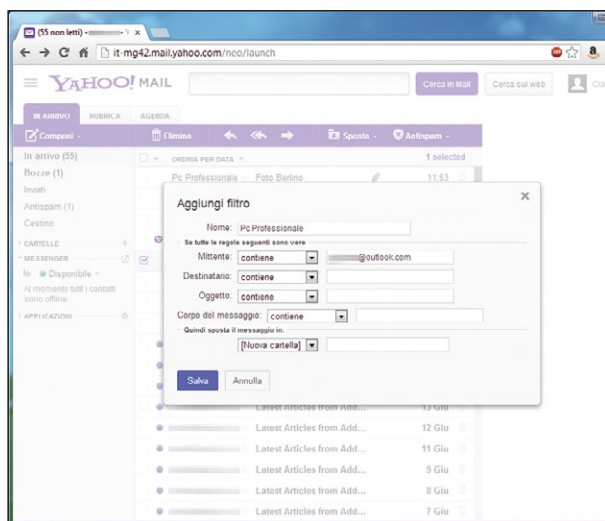 (55 non letti) -
it-mg42.mail.yahoo.com/neo/launch
YAHOO! MAIL
Cerca in Mail
Cerca sul web
IN ARRIVO RUBRICA AGENDA
Componi
Elimina
Sposta
Antispam
In arrivo (55)
ORDINA PER DATA
1 selected
Bozze (1)
Pc Professionale Foto Berlino 11:53
Inviati
Antispam (1)
Cestino
CARTELLE +
MESSENGER
Io: Disponibile
Al momento tutti i contatti
sono offline.
APPLICAZIONI
Aggiungi filtro
Nome: Pc Professionale
Se tutte le regole seguenti sono vere
Mittente: contiene @outlook.com
Destinatario: contiene
Oggetto: contiene
Corpo del messaggio: contiene
Quindi sposta il messaggio in:
[Nuova cartella]
Salva Annulla
Latest Articles from Add... 13 Giu
Latest Articles from Add... 12 Giu
Latest Articles from Add... 11 Giu
Latest Articles from Add... 9 Giu
Latest Articles from Add... 8 Giu
Latest Articles from Add... 7 Giu